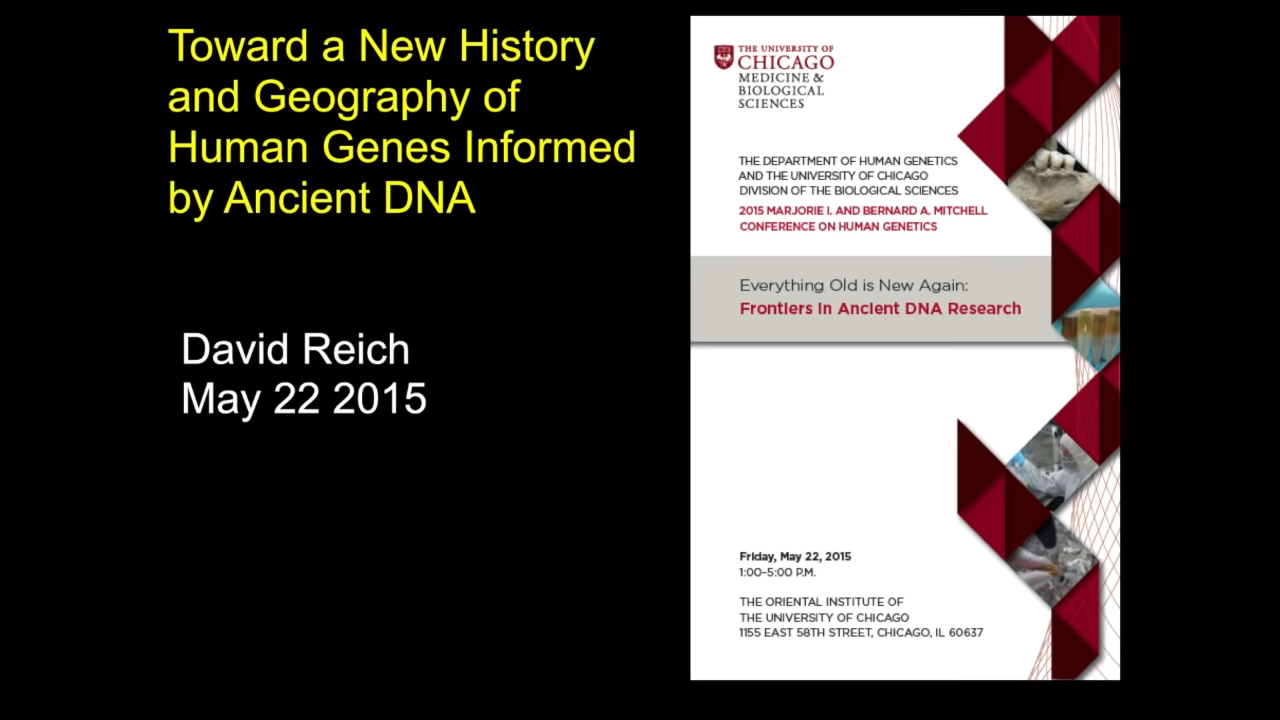 Toward a New History
and Geography of
Human Genes Informed
by Ancient DNA
David Reich
May 22 2015
THE UNIVERSITY OF
CHICAGO
MEDICINE &
BIOLOGICAL
SCIENCES
THE DEPARTMENT OF HUMAN GENETICS
AND THE UNIVERSITY OF CHICAGO
DIVISION OF THE BIOLOGICAL SCIENCES
2015 MARJORIE I. AND BERNARD A. MITCHELL
CONFERENCE ON HUMAN GENETICS
Everything Old is New Again:
Frontiers in Ancient DNA Research
Friday, May 22, 2015
1:00–5:00 P.M.
THE ORIENTAL INSTITUTE OF
THE UNIVERSITY OF CHICAGO
1155 EAST 58TH STREET, CHICAGO, IL 60637